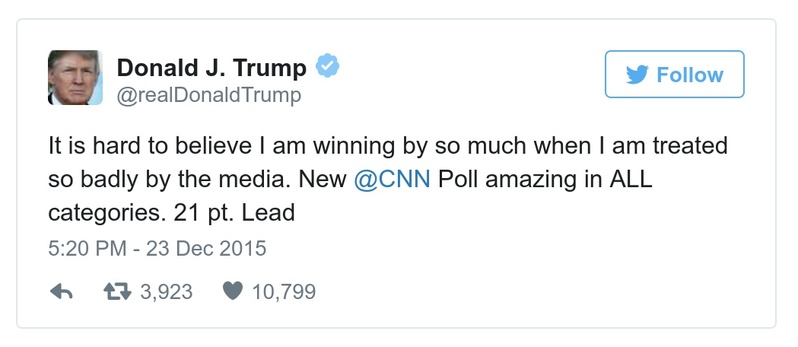 Donald J. Trump
@realDonaldTrump
Follow
It is hard to believe I am winning by so much when I am treated
so badly by the media. New @CNN Poll amazing in ALL
categories. 21 pt. Lead
5:20 PM - 23 Dec 2015
3,923 10,799